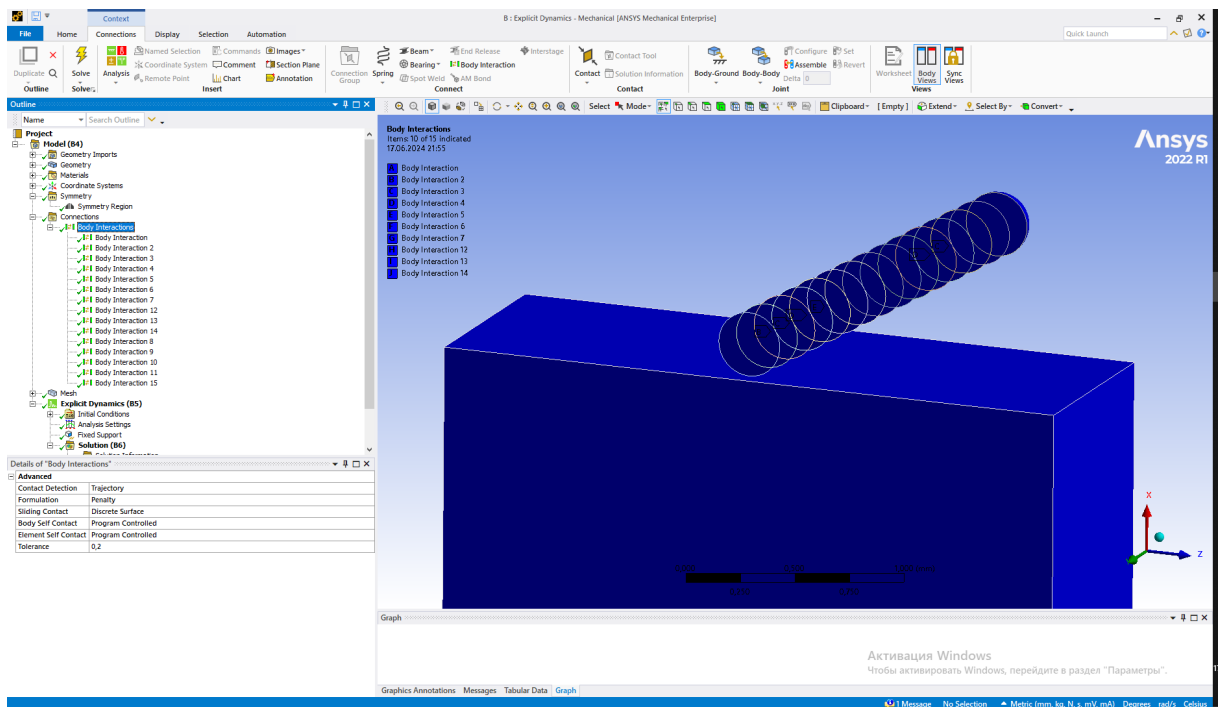 Context
B : Explicit Dynamics - Mechanical [ANSYS Mechanical Enterprise]
File Home Connections Display Selection Automation
Quick Launch
Duplicate
Outline
Solve
Solve
Analysis
Named Selection
Coordinate System
Remote Point
Commands
Comment
Chart
Images
Section Plane
Annotation
Insert
Connection Group
Spring
Beam
Bearing
Spot Weld
End Release
Body Interaction
AM Bond
Interstage
Connect
Contact
Contact Tool
Solution Information
Contact
Body-Ground
Body-Body
Configure
Set
Assemble
Revert
Delta 0
Joint
Worksheet
Body Views
Sync Views
Views
Outline
Name
Search Outline
Select Mode Clipboard [Empty] Extend Select By Convert
Project
Model (B4)
Geometry Imports
Geometry
Materials
Coordinate Systems
Symmetry
Symmetry Region
Connections
Body Interactions
Body Interaction
Body Interaction 2
Body Interaction 3
Body Interaction 4
Body Interaction 5
Body Interaction 6
Body Interaction 7
Body Interaction 12
Body Interaction 13
Body Interaction 14
Body Interaction 8
Body Interaction 9
Body Interaction 10
Body Interaction 11
Body Interaction 15
Mesh
Explicit Dynamics (B5)
Initial Conditions
Analysis Settings
Fixed Support
Solution (B6)
Details of "Body Interactions"
Advanced
Contact Detection Trajectory
Formulation Penalty
Sliding Contact Discrete Surface
Body Self Contact Program Controlled
Element Self Contact Program Controlled
Tolerance 0,2
Body Interactions
Items: 10 of 15 indicated
17.06.2024 21:55
Body Interaction
Body Interaction 2
Body Interaction 3
Body Interaction 4
Body Interaction 5
Body Interaction 6
Body Interaction 7
Body Interaction 12
Body Interaction 13
Body Interaction 14
Ansys
2022 R1
X
Z
Graph
Активация Windows
Чтобы активировать Windows, перейдите в раздел "Параметры".
Graphics Annotations Messages Tabular Data Graph
1 Message No Selection Metric (mm, kg, N, s, mV, mA) Degrees rad/s Celsius